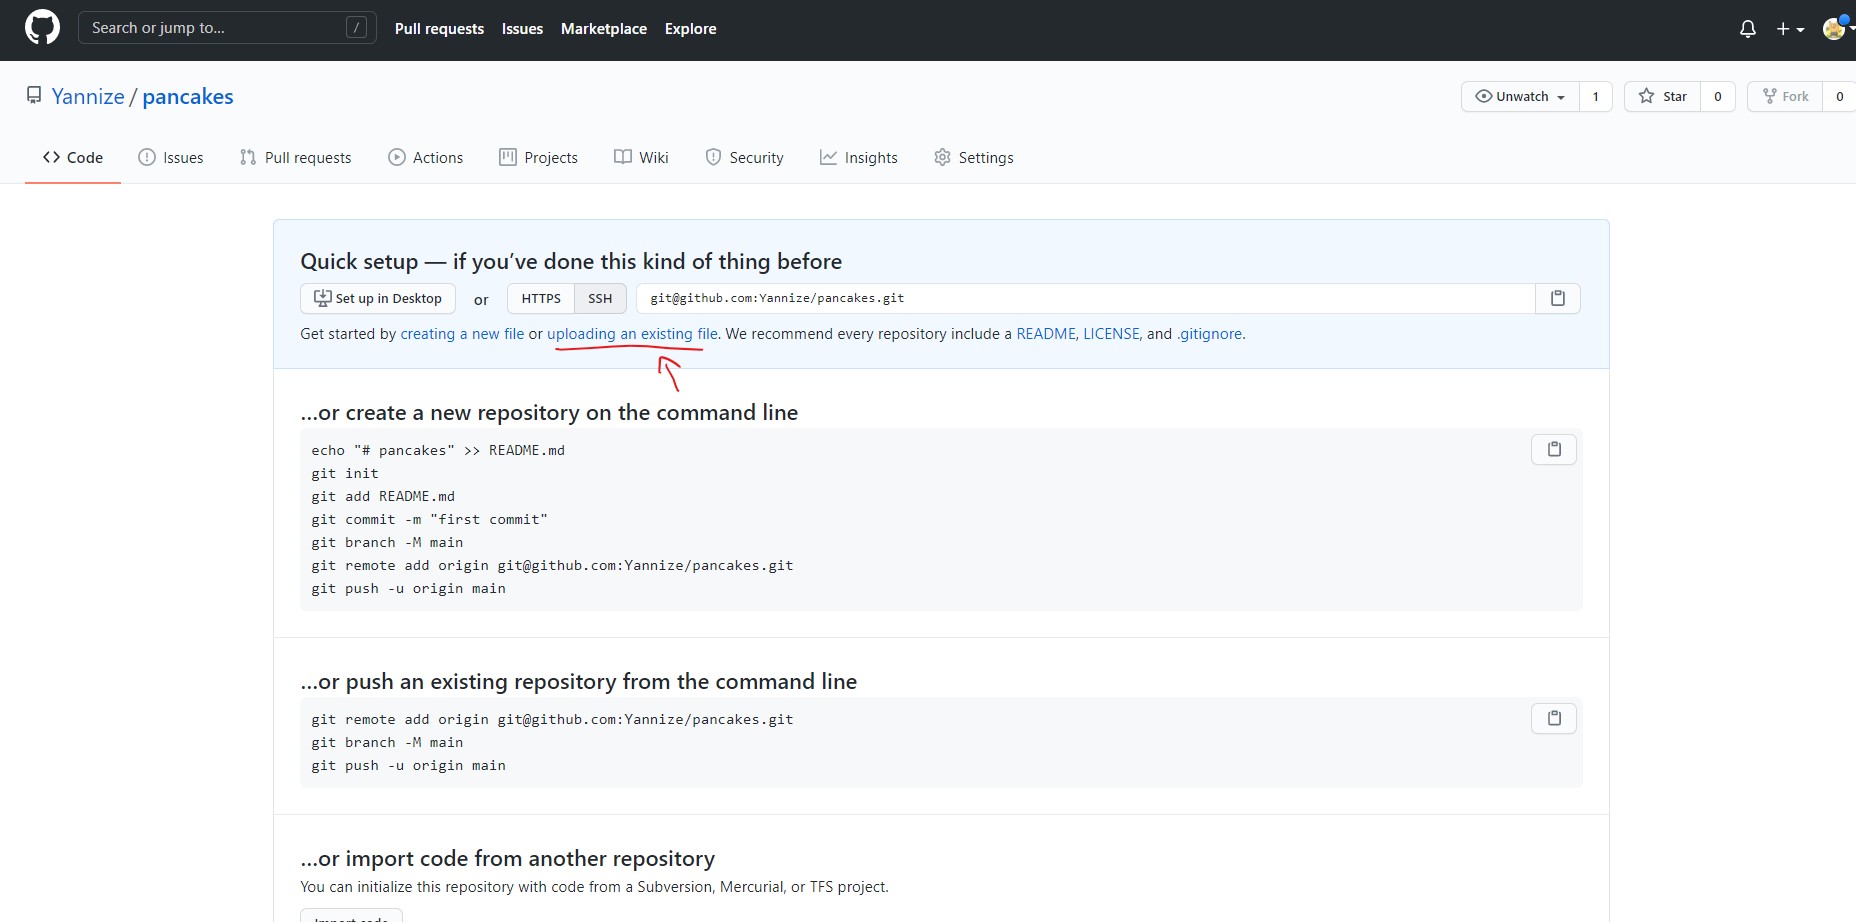 Search or jump to... / Pull requests Issues Marketplace Explore
Yannize / pancakes Unwatch 1 Star 0 Fork 0
Code Issues Pull requests Actions Projects Wiki Security Insights Settings
Quick setup — if you’ve done this kind of thing before
Set up in Desktop or HTTPS SSH git@github.com:Yannize/pancakes.git
Get started by creating a new file or uploading an existing file. We recommend every repository include a README, LICENSE, and .gitignore.
…or create a new repository on the command line
echo "# pancakes" >> README.md
git init
git add README.md
git commit -m "first commit"
git branch -M main
git remote add origin git@github.com:Yannize/pancakes.git
git push -u origin main
…or push an existing repository from the command line
git remote add origin git@github.com:Yannize/pancakes.git
git branch -M main
git push -u origin main
…or import code from another repository
You can initialize this repository with code from a Subversion, Mercurial, or TFS project.
Import code